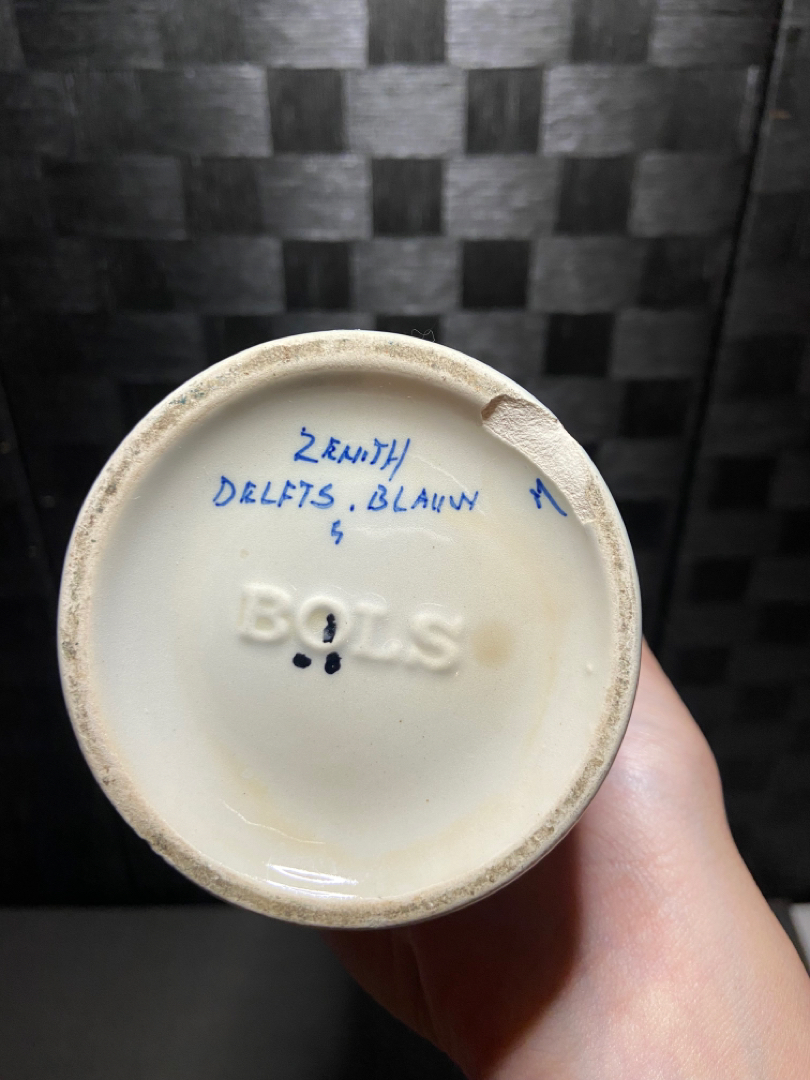 ZENITH
DELFTS . BLAUW M
BOLS